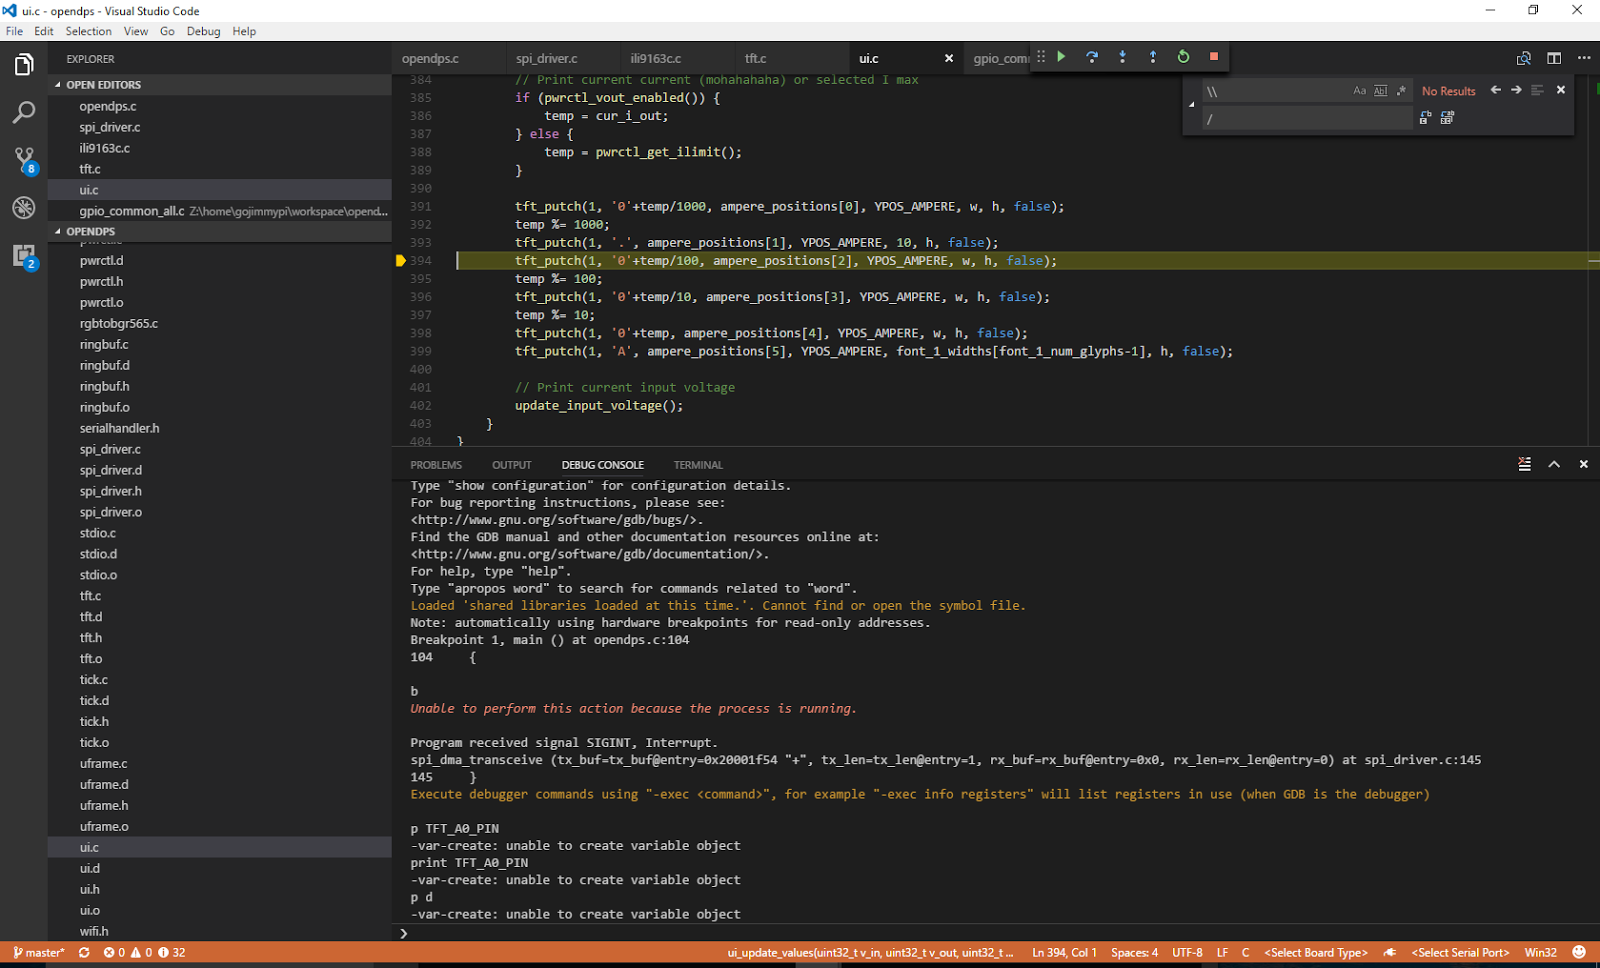 ui.c - opendps - Visual Studio Code
File Edit Selection View Go Debug Help
EXPLORER
OPEN EDITORS
opendps.c
spi_driver.c
ili9163c.c
tft.c
ui.c
gpio_common_all.c Z:\home\gojimmypi\workspace\opend...
OPENDPS
pwrctl.d
pwrctl.h
pwrctl.o
rgbtobgr565.c
ringbuf.c
ringbuf.d
ringbuf.h
ringbuf.o
serialhandler.h
spi_driver.c
spi_driver.d
spi_driver.h
spi_driver.o
stdio.c
stdio.d
stdio.o
tft.c
tft.d
tft.h
tft.o
tick.c
tick.d
tick.h
tick.o
uframe.c
uframe.d
uframe.h
uframe.o
ui.c
ui.d
ui.h
ui.o
wifi.h
8
2
opendps.c spi_driver.c ili9163c.c tft.c ui.c gpio_com
\\ Aa Abl .* No Results
/
384 // Print current current (mohahahaha) or selected I max
385 if (pwrctl_vout_enabled()) {
386 temp = cur_i_out;
387 } else {
388 temp = pwrctl_get_ilimit();
389 }
390
391 tft_putch(1, '0'+temp/1000, ampere_positions[0], YPOS_AMPERE, w, h, false);
392 temp %= 1000;
393 tft_putch(1, '.', ampere_positions[1], YPOS_AMPERE, 10, h, false);
394 tft_putch(1, '0'+temp/100, ampere_positions[2], YPOS_AMPERE, w, h, false);
395 temp %= 100;
396 tft_putch(1, '0'+temp/10, ampere_positions[3], YPOS_AMPERE, w, h, false);
397 temp %= 10;
398 tft_putch(1, '0'+temp, ampere_positions[4], YPOS_AMPERE, w, h, false);
399 tft_putch(1, 'A', ampere_positions[5], YPOS_AMPERE, font_1_widths[font_1_num_glyphs-1], h, false);
400
401 // Print current input voltage
402 update_input_voltage();
403 }
404 }
PROBLEMS OUTPUT DEBUG CONSOLE TERMINAL
Type "show configuration" for configuration details.
For bug reporting instructions, please see:
<http://www.gnu.org/software/gdb/bugs/>.
Find the GDB manual and other documentation resources online at:
<http://www.gnu.org/software/gdb/documentation/>.
For help, type "help".
Type "apropos word" to search for commands related to "word".
Loaded 'shared libraries loaded at this time.'. Cannot find or open the symbol file.
Note: automatically using hardware breakpoints for read-only addresses.
Breakpoint 1, main () at opendps.c:104
104 {
b
Unable to perform this action because the process is running.
Program received signal SIGINT, Interrupt.
spi_dma_transceive (tx_buf=tx_buf@entry=0x20001f54 "+", tx_len=tx_len@entry=1, rx_buf=rx_buf@entry=0x0, rx_len=rx_len@entry=0) at spi_driver.c:145
145 }
Execute debugger commands using "-exec <command>", for example "-exec info registers" will list registers in use (when GDB is the debugger)
p TFT_A0_PIN
-var-create: unable to create variable object
print TFT_A0_PIN
-var-create: unable to create variable object
p d
-var-create: unable to create variable object
master* 0 0 32 ui_update_values(uint32_t v_in, uint32_t v_out, uint32_t ... Ln 394, Col 1 Spaces: 4 UTF-8 LF C <Select Board Type> <Select Serial Port> Win32